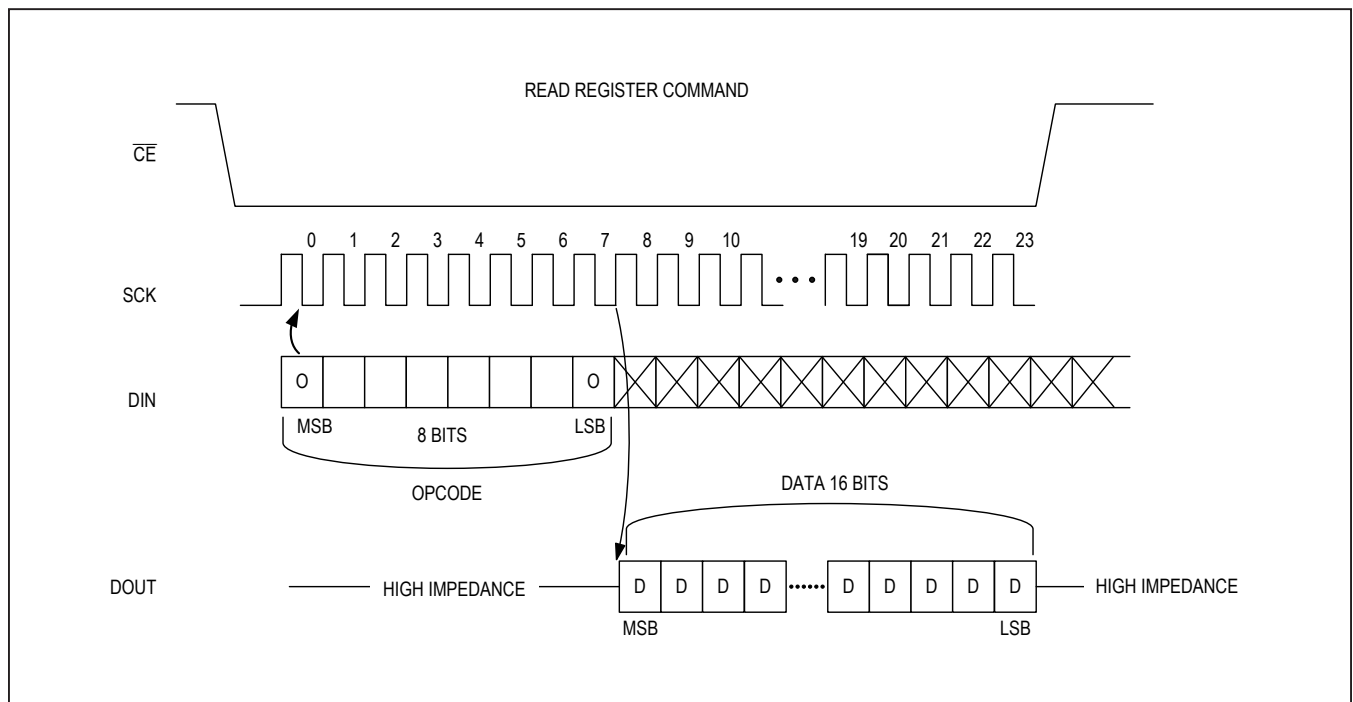 READ REGISTER COMMAND
CE
0 1 2 3 4 5 6 7 8 9 10 19 20 21 22 23
SCK
O O
DIN
MSB 8 BITS LSB
OPCODE
DATA 16 BITS
DOUT HIGH IMPEDANCE D D D D D D D D D HIGH IMPEDANCE
MSB LSB